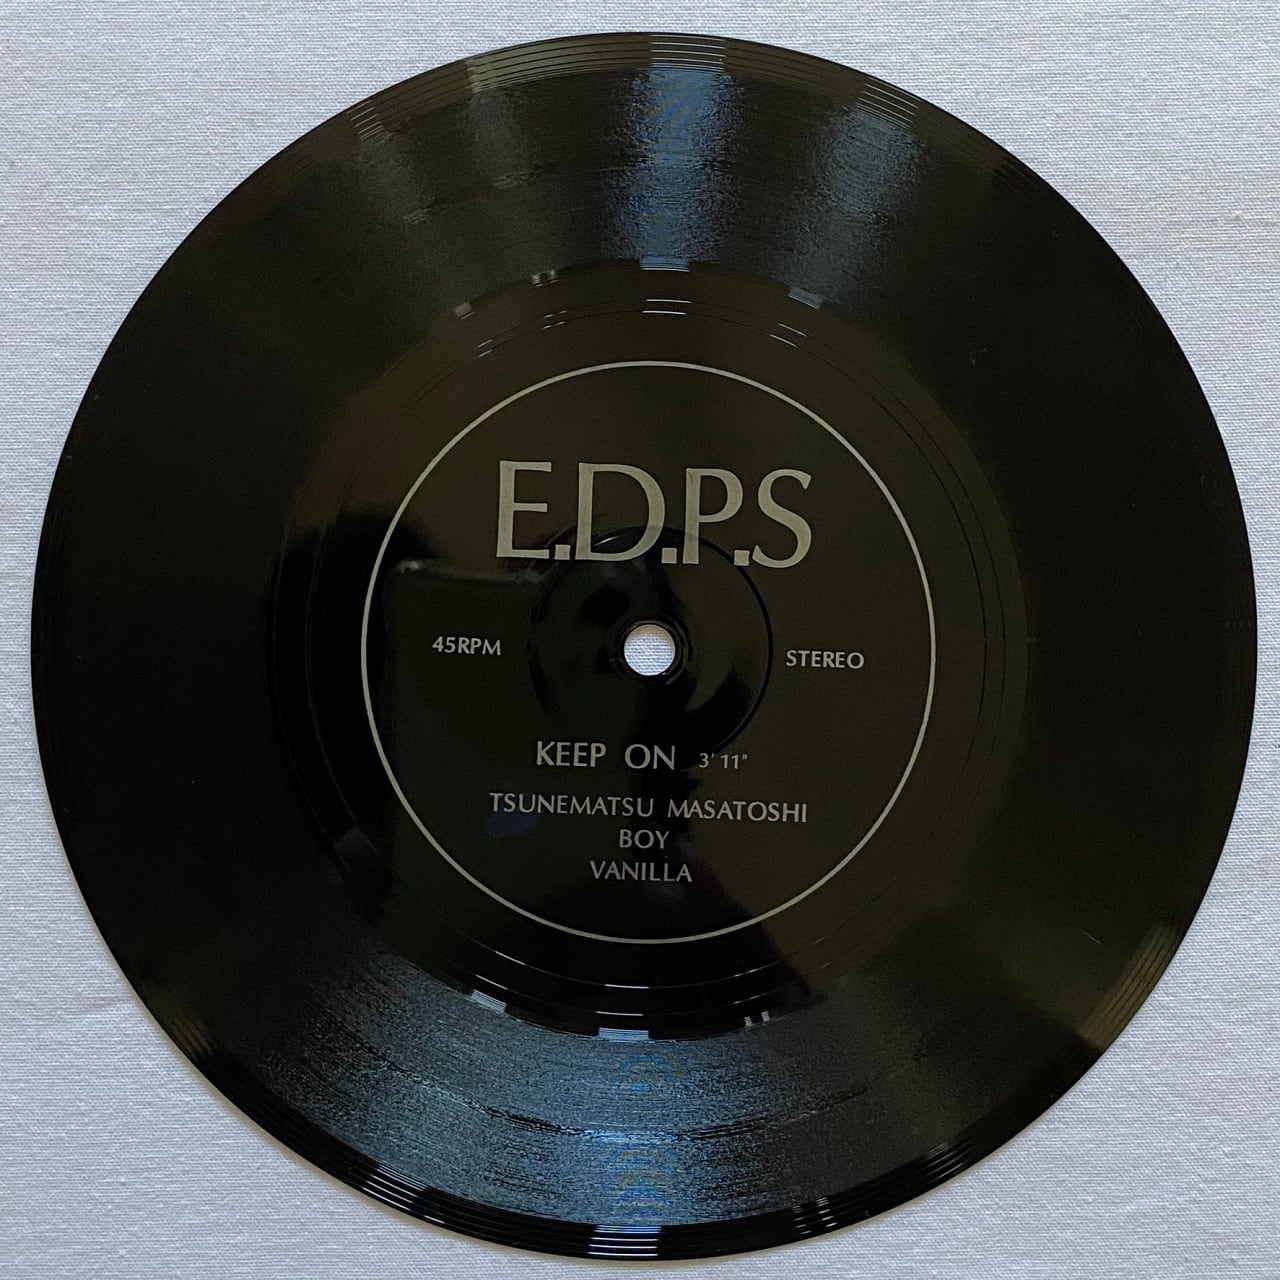 E.D.P.S
45RPM
STEREO
KEEP ON 3' 11"
TSUNEMATSU MASATOSHI
BOY
VANILLA